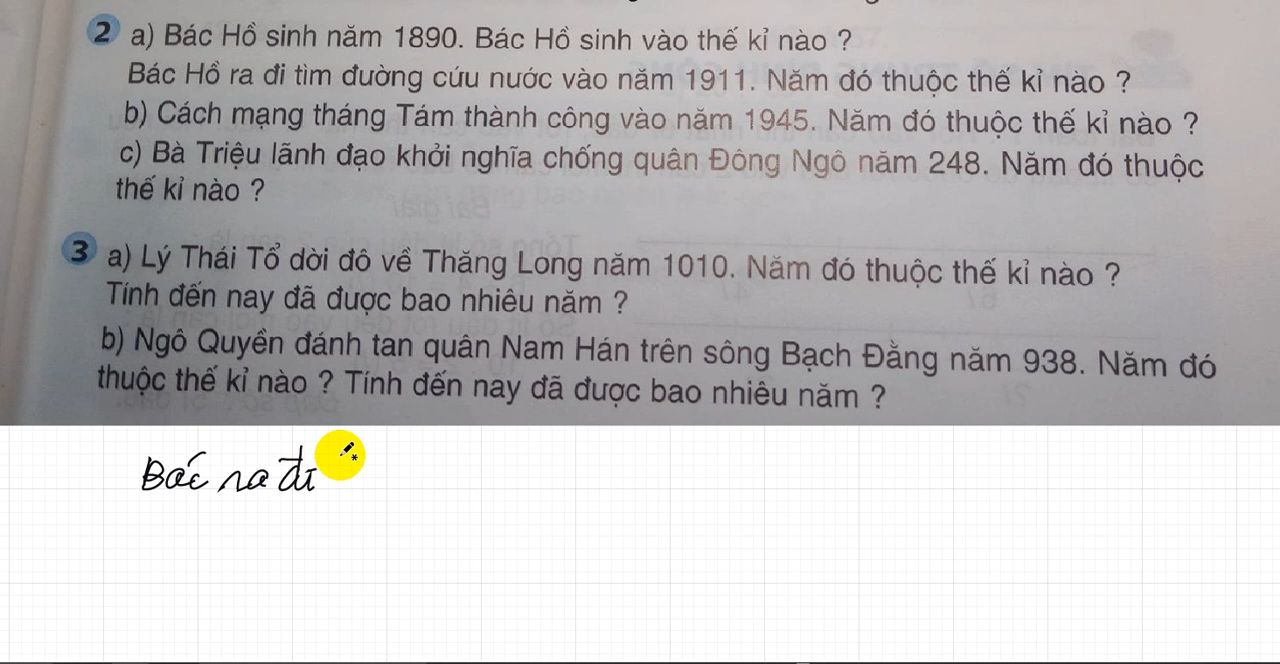 2 a) Bác Hồ sinh năm 1890. Bác Hồ sinh vào thế kỉ nào ?
Bác Hồ ra đi tìm đường cứu nước vào năm 1911. Năm đó thuộc thế kỉ nào ?
b) Cách mạng tháng Tám thành công vào năm 1945. Năm đó thuộc thế kỉ nào ?
c) Bà Triệu lãnh đạo khởi nghĩa chống quân Đông Ngô năm 248. Năm đó thuộc
thế kỉ nào ?
3 a) Lý Thái Tổ dời đô về Thăng Long năm 1010. Năm đó thuộc thế kỉ nào ?
Tính đến nay đã được bao nhiêu năm ?
b) Ngô Quyền đánh tan quân Nam Hán trên sông Bạch Đằng năm 938. Năm đó
thuộc thế kỉ nào ? Tính đến nay đã được bao nhiêu năm ?
Bác ra đi